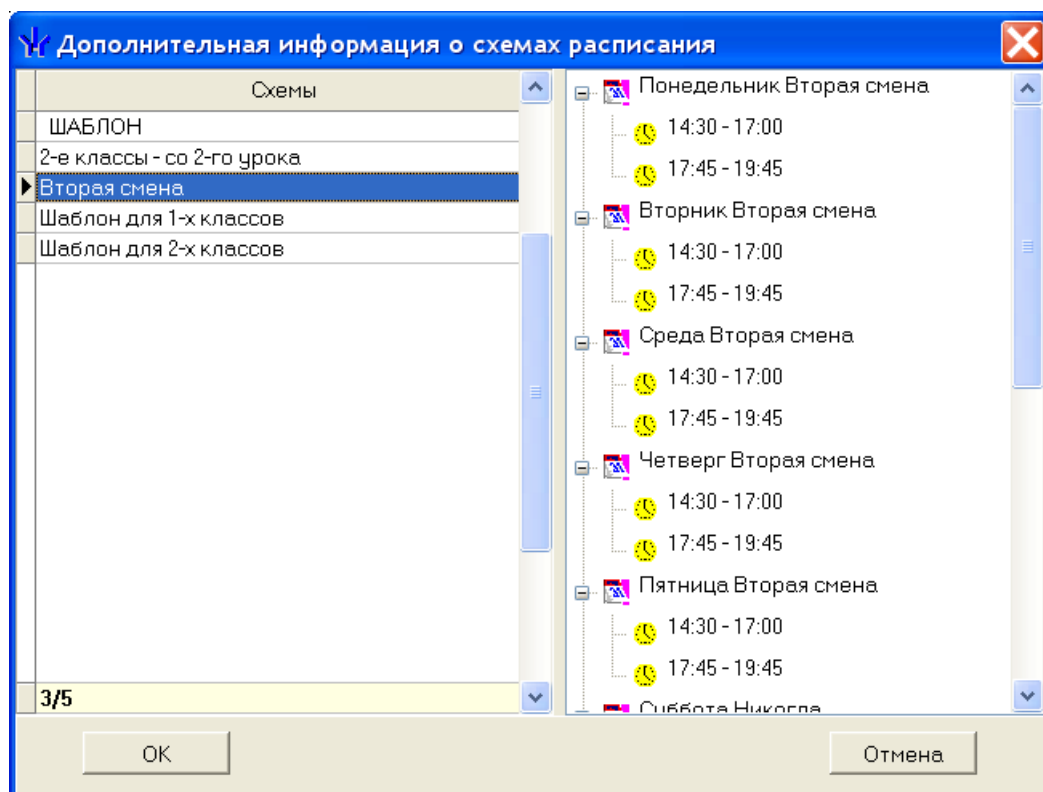 Дополнительная информация о схемах расписания
Схемы
ШАБЛОН
2-е классы - со 2-го урока
Вторая смена
Шаблон для 1-х классов
Шаблон для 2-х классов
3/5
Понедельник Вторая смена
14:30 - 17:00
17:45 - 19:45
Вторник Вторая смена
14:30 - 17:00
17:45 - 19:45
Среда Вторая смена
14:30 - 17:00
17:45 - 19:45
Четверг Вторая смена
14:30 - 17:00
17:45 - 19:45
Пятница Вторая смена
14:30 - 17:00
17:45 - 19:45
Суббота Никогда
OK
Отмена